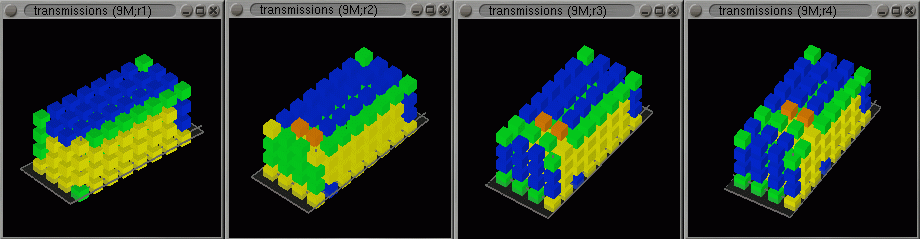 transmissions (9M;r1)
transmissions (9M;r2)
transmissions (9M;r3)
transmissions (9M;r4)